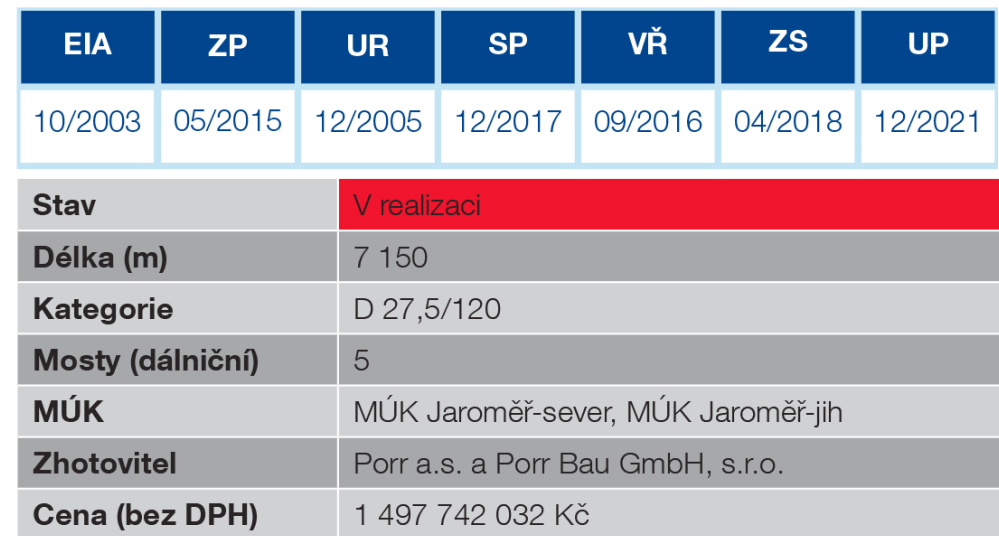 EIA ZP UR SP VŘ ZS UP
10/2003 05/2015 12/2005 12/2017 09/2016 04/2018 12/2021
Stav V realizaci
Délka (m) 7 150
Kategorie D 27,5/120
Mosty (dálniční) 5
MÚK MÚK Jaroměř-sever, MÚK Jaroměř-jih
Zhotovitel Porr a.s. a Porr Bau GmbH, s.r.o.
Cena (bez DPH) 1 497 742 032 Kč